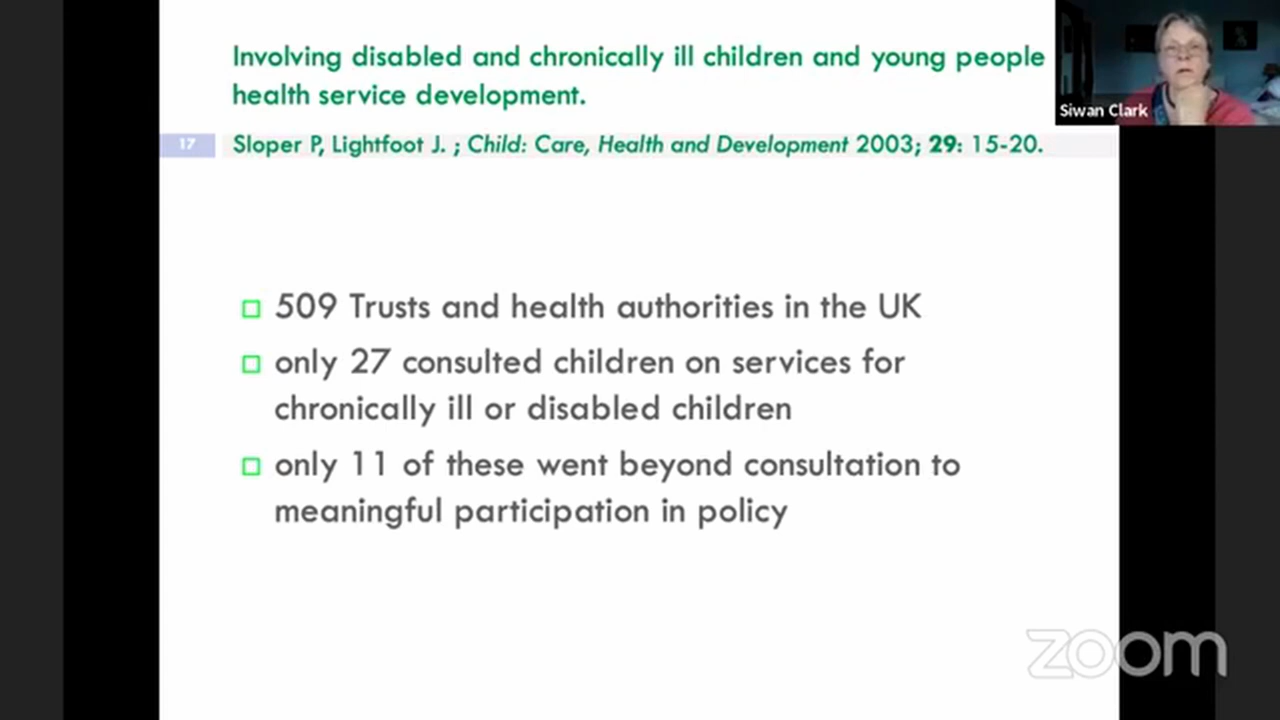 Involving disabled and chronically ill children and young people
health service development.
Siwan Clark
17
Sloper P, Lightfoot J. ; Child: Care, Health and Development 2003; 29: 15-20.
509 Trusts and health authorities in the UK
only 27 consulted children on services for
chronically ill or disabled children
only 11 of these went beyond consultation to
meaningful participation in policy
zoom